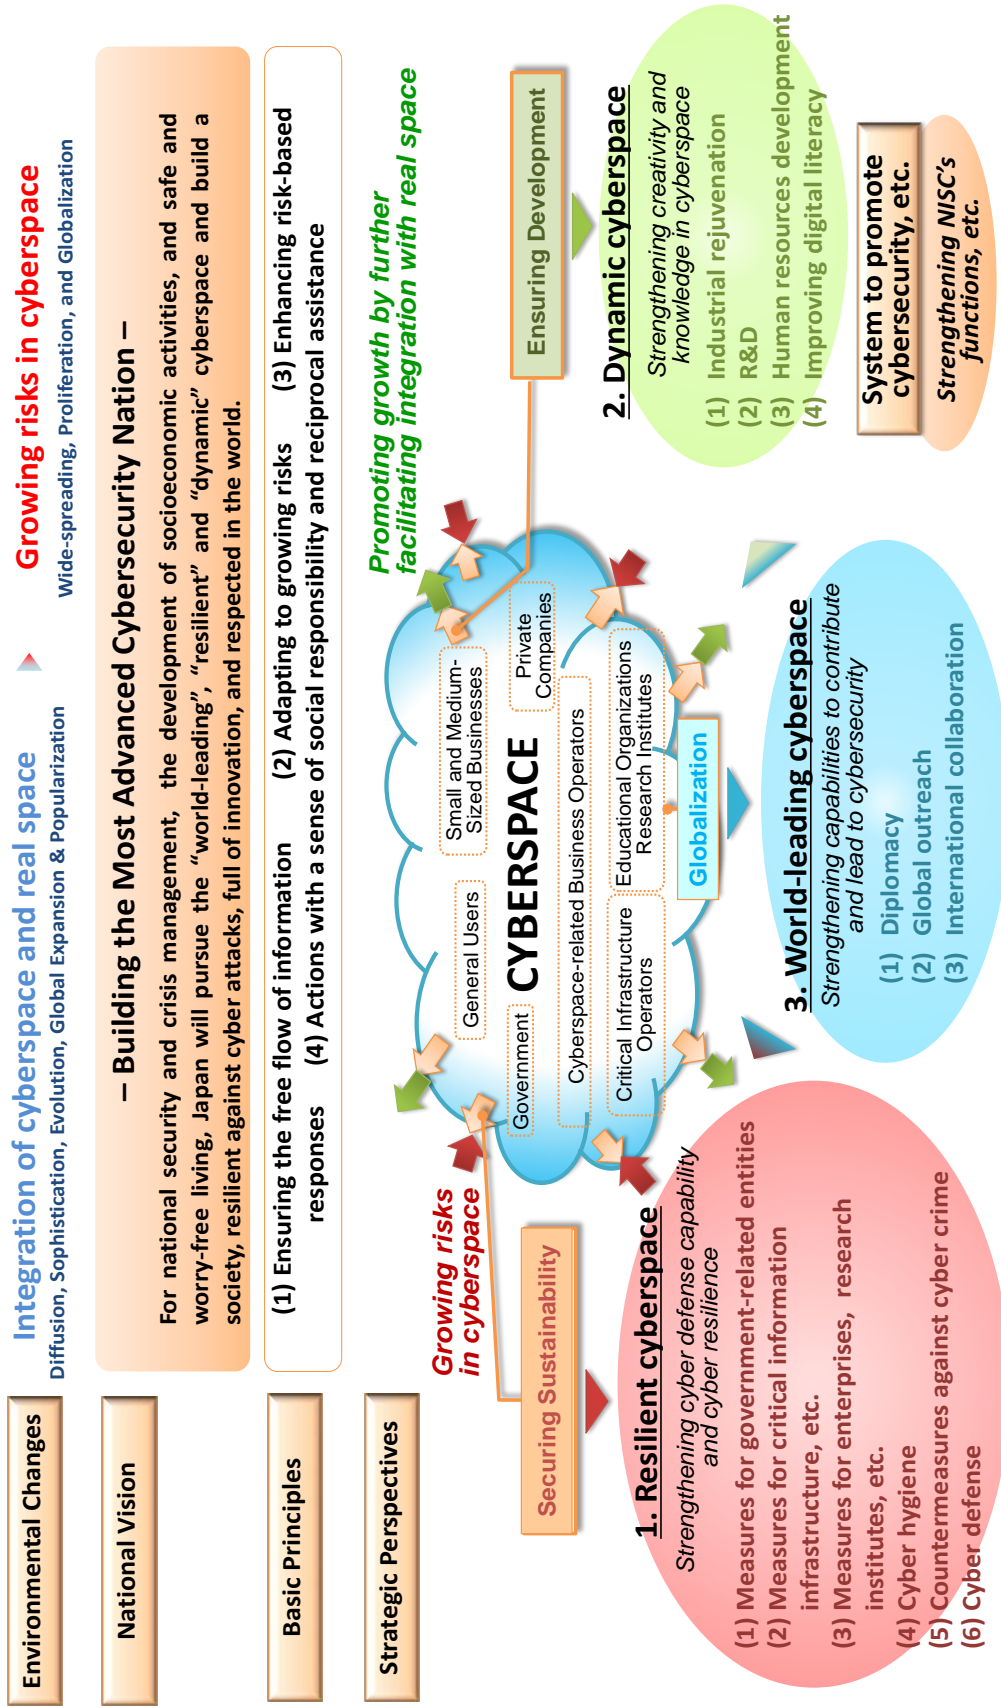 Environmental Changes
Integration of cyberspace and real space
Diffusion, Sophistication, Evolution, Global Expansion & Popularization
Growing risks in cyberspace
Wide-spreading, Proliferation, and Globalization
National Vision
– Building the Most Advanced Cybersecurity Nation –
For national security and crisis management, the development of socioeconomic activities, and safe and
worry-free living, Japan will pursue the “world-leading”, “resilient” and “dynamic” cyberspace and build a
society, resilient against cyber attacks, full of innovation, and respected in the world.
Basic Principles
(1) Ensuring the free flow of information (2) Adapting to growing risks (3) Enhancing risk-based
responses (4) Actions with a sense of social responsibility and reciprocal assistance
Strategic Perspectives
Growing risks
in cyberspace
Promoting growth by further
facilitating integration with real space
Securing Sustainability
Ensuring Development
General Users
Small and Medium-
Sized Businesses
Government
CYBERSPACE
Private
Companies
Cyberspace-related Business Operators
Critical Infrastructure
Operators
Educational Organizations
Research Institutes
Globalization
1. Resilient cyberspace
Strengthening cyber defense capability
and cyber resilience
(1) Measures for government-related entities
(2) Measures for critical information
infrastructure, etc.
(3) Measures for enterprises, research
institutes, etc.
(4) Cyber hygiene
(5) Countermeasures against cyber crime
(6) Cyber defense
3. World-leading cyberspace
Strengthening capabilities to contribute
and lead to cybersecurity
(1) Diplomacy
(2) Global outreach
(3) International collaboration
2. Dynamic cyberspace
Strengthening creativity and
knowledge in cyberspace
(1) Industrial rejuvenation
(2) R&D
(3) Human resources development
(4) Improving digital literacy
System to promote
cybersecurity, etc.
Strengthening NISC’s
functions, etc.